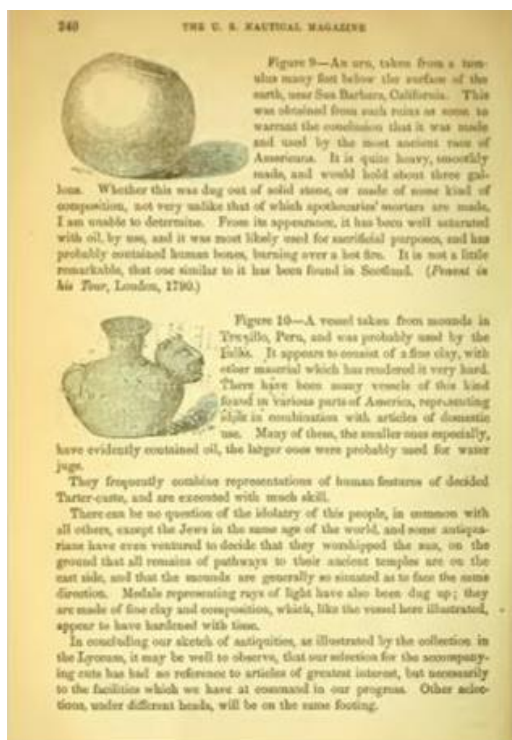 240 THE U. S. NAUTICAL MAGAZINE
Figure 9—An urn, taken from a tum-
ulus many feet below the surface of the
earth, near San Barbara, California. This
was obtained from such ruins as seem to
warrant the conclusion that it was made
and used by the most ancient race of
Americans. It is quite heavy, smoothly
made, and would hold about three gal-
lons. Whether this was dug out of solid stone, or made of some kind of
composition, not very unlike that of which apothecaries' mortars are made,
I am unable to determine. From its appearance, it has been well saturated
with oil, by use, and it was most likely used for sacrificial purposes, and has
probably contained human bones, burning over a hot fire. It is not a little
remarkable, that one similar to it has been found in Scotland. (
his Tour, London, 1790.)
Figure 10—A vessel taken from mounds in
Truxillo, Peru, and was probably used by the
It appears to consist of a fine clay, with
other material which has rendered it very hard.
There have been many vessels of this kind
found in various parts of America, representing
in combination with articles of domestic
use. Many of them, the smaller ones especially,
have evidently contained oil, the larger ones were probably used for water
jugs.
They frequently combine representations of human features of decided
Tartar-caste, and are executed with much skill.
There can be no question of the idolatry of this people, in common with
all others, except the Jews in the same age of the world, and some antiqua-
rians have even ventured to decide that they worshipped the sun, on the
ground that all remains of pathways to their ancient temples are on the
east side, and that the mounds are generally so situated as to face the same
direction. Medals representing rays of light have also been dug up; they
are made of fine clay and composition, which, like the vessel here illustrated,
appear to have hardened with time.
In concluding our sketch of antiquities, as illustrated by the collection in
the Lyceum, it may be well to observe, that our selection for the accompany-
ing cuts has had no reference to articles of greatest interest, but necessarily
to the facilities which we have at command in our progress. Other selec-
tions, under different heads, will be on the same footing.